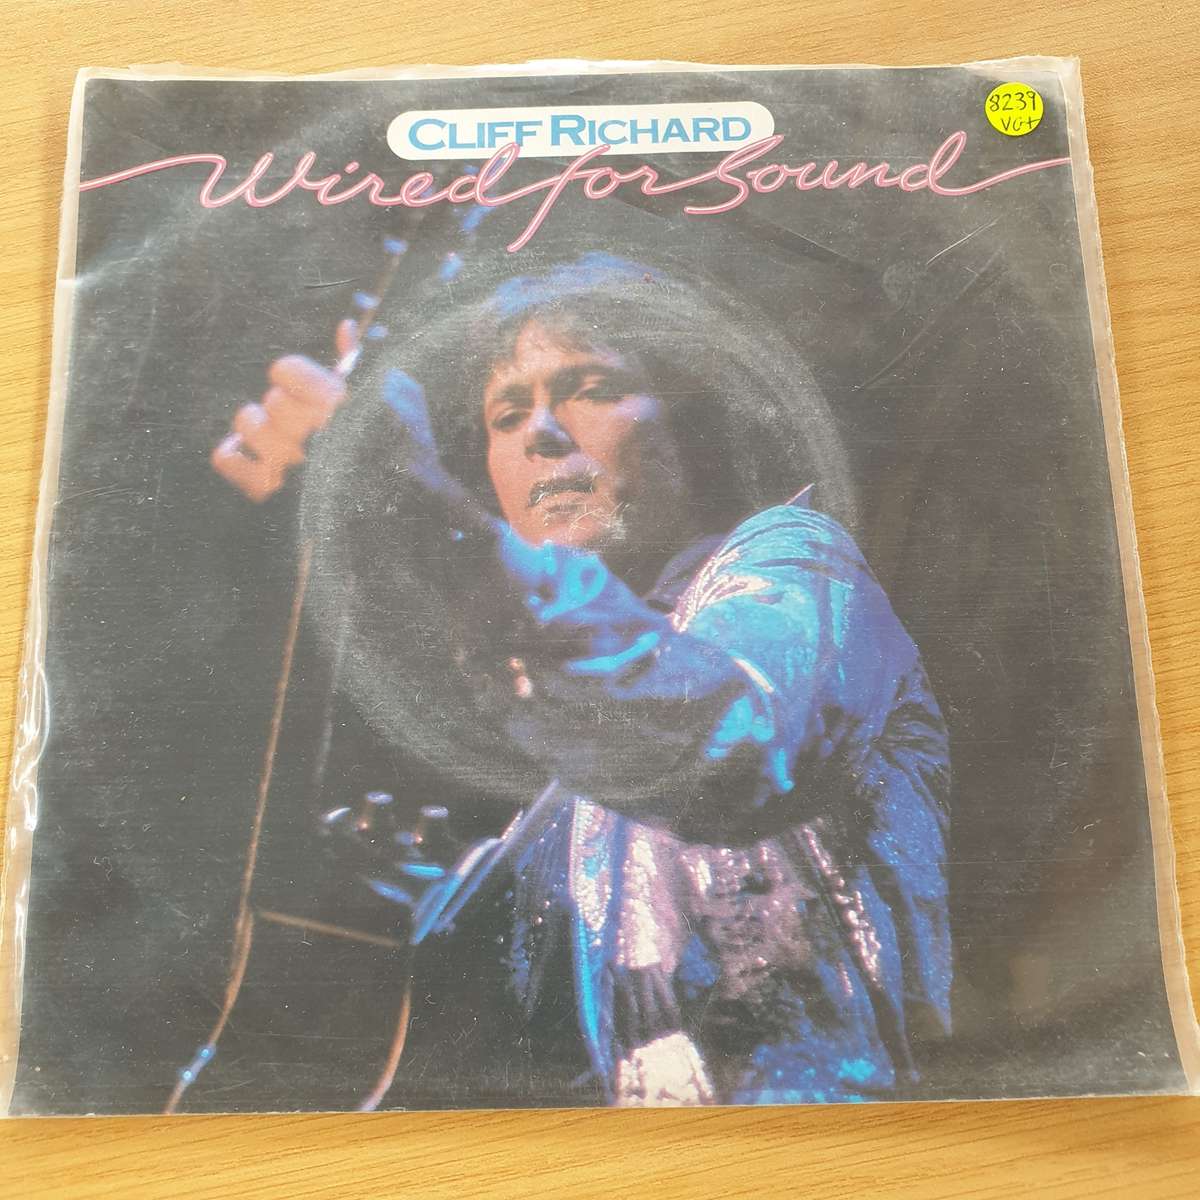 CLIFF RICHARD
Wired for Sound
8239
VG+